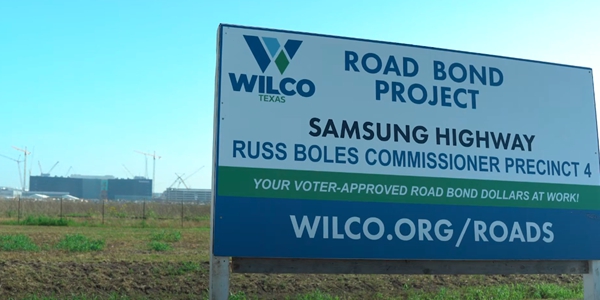 WILCO
TEXAS
ROAD BOND
PROJECT
SAMSUNG HIGHWAY
RUSS BOLES COMMISSIONER PRECINCT 4
YOUR VOTER-APPROVED ROAD BOND DOLLARS AT WORK!
WILCO.ORG/ROADS